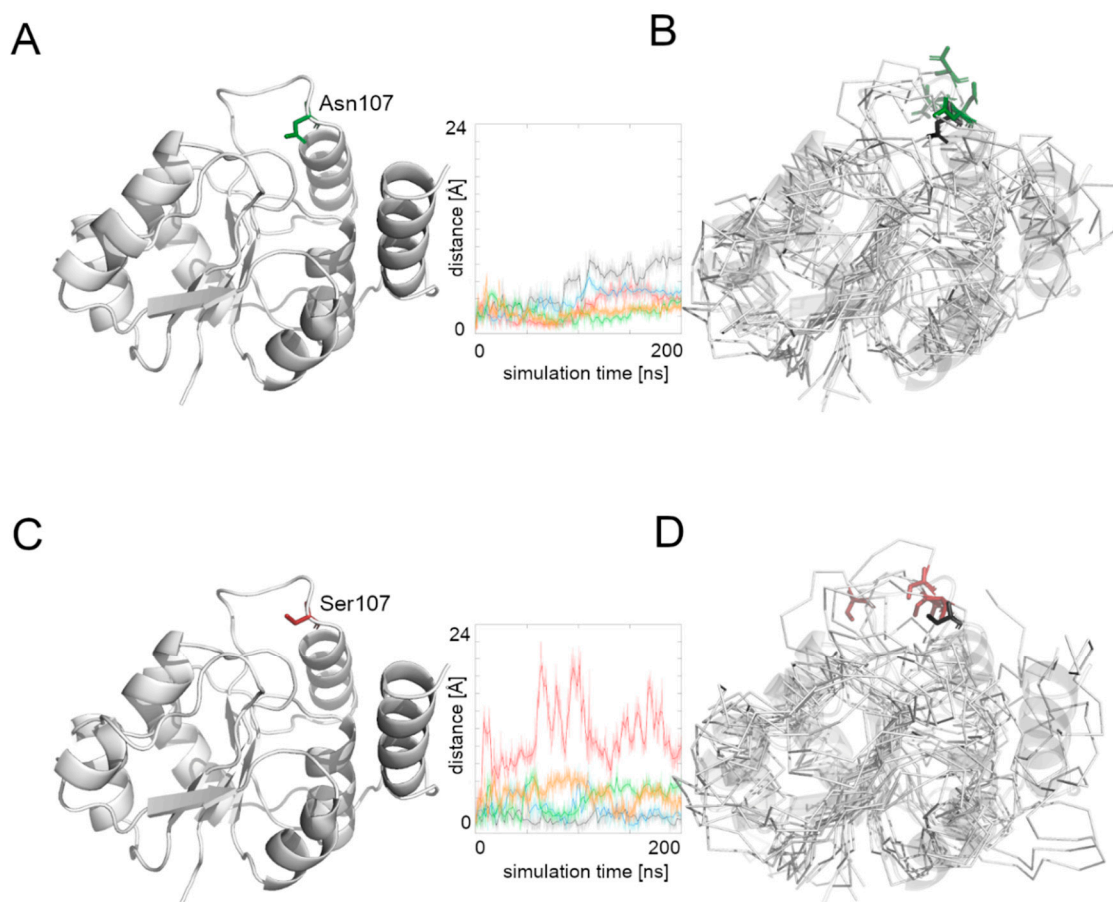 A
B
Asn107
24
distance [Å]
0
0
200
simulation time [ns]
C
D
Ser107
24
distance [Å]
0
0
200
simulation time [ns]